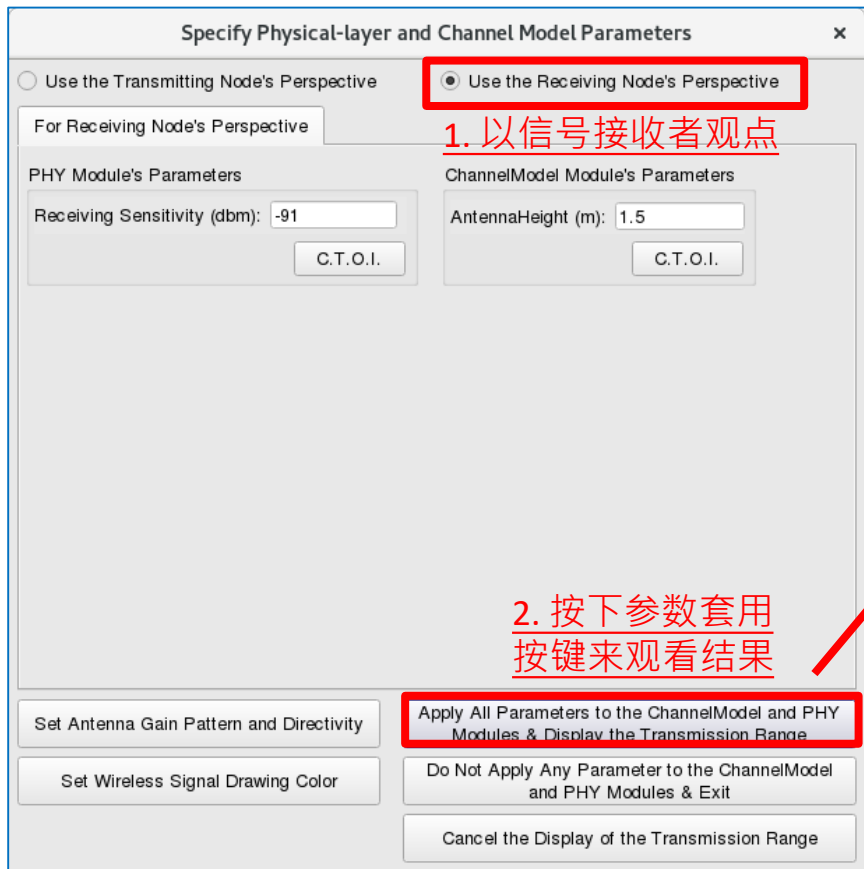 Specify Physical-layer and Channel Model Parameters
Use the Transmitting Node's Perspective
Use the Receiving Node's Perspective
For Receiving Node's Perspective
1. 以信号接收者观点
PHY Module's Parameters
ChannelModel Module's Parameters
Receiving Sensitivity (dbm): -91
AntennaHeight (m): 1.5
C.T.O.I.
C.T.O.I.
2. 按下参数套用
按键来观看结果
Set Antenna Gain Pattern and Directivity
Apply All Parameters to the ChannelModel and PHY
Modules & Display the Transmission Range
Set Wireless Signal Drawing Color
Do Not Apply Any Parameter to the ChannelModel
and PHY Modules & Exit
Cancel the Display of the Transmission Range